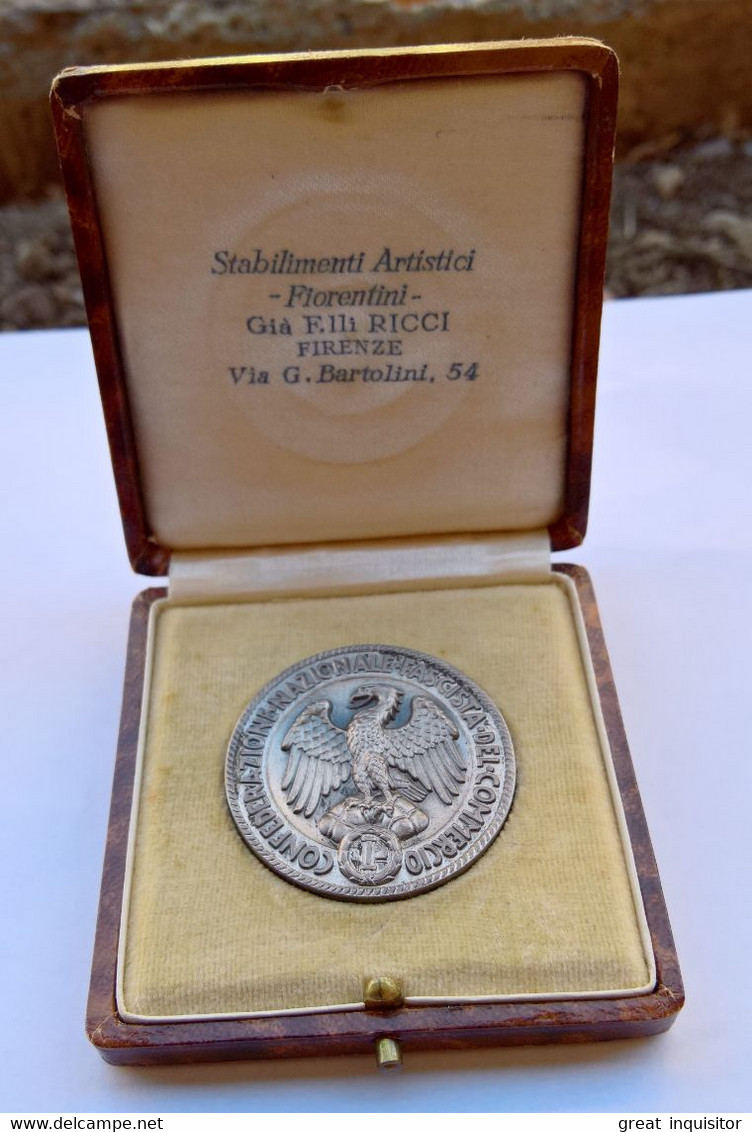 Stabilimenti Artistici
- Fiorentini -
Già F.lli RICCI
FIRENZE
Via G. Bartolini, 54
CONFEDERAZIONE·NAZIONALE·FASCISTA·DEL·COMMERCIO
www.delcampe.net
great inquisitor